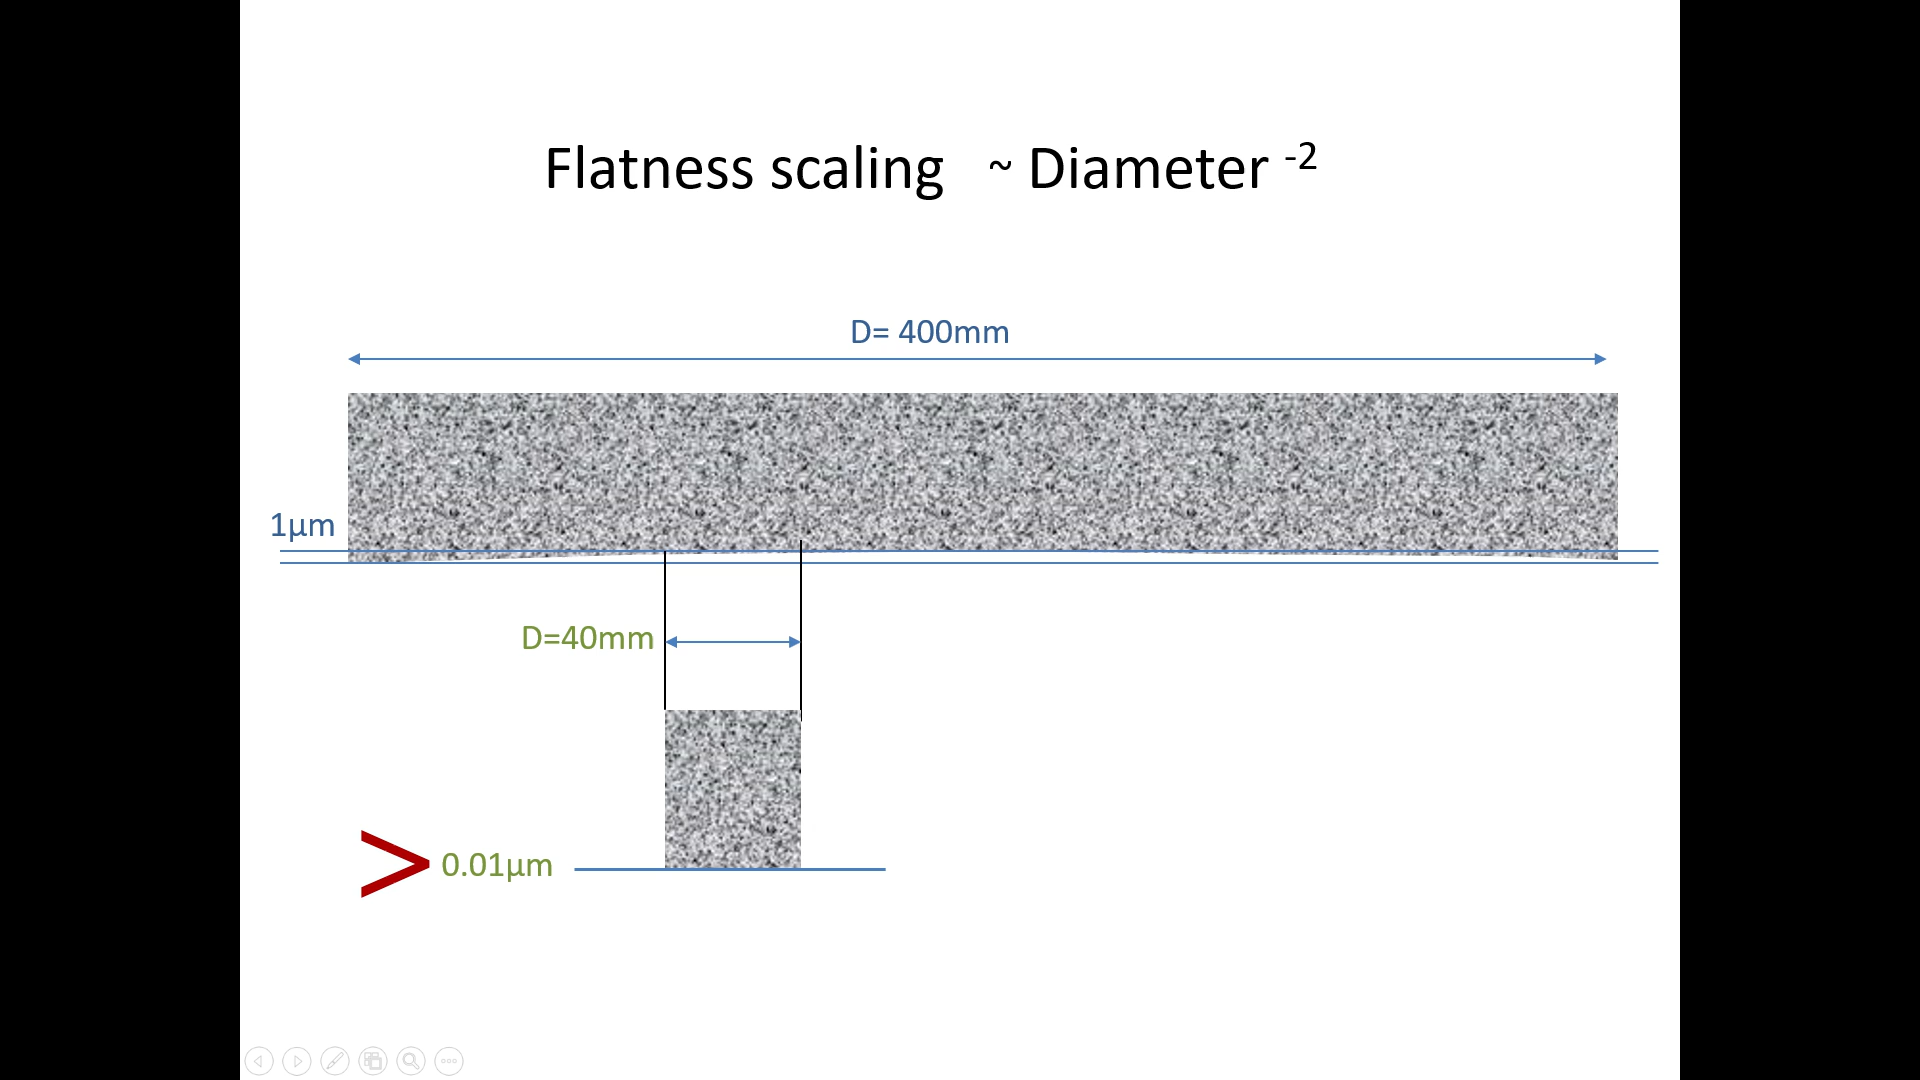 Flatness scaling ~ Diameter -2
D= 400mm
1µm
D=40mm
> 0.01µm